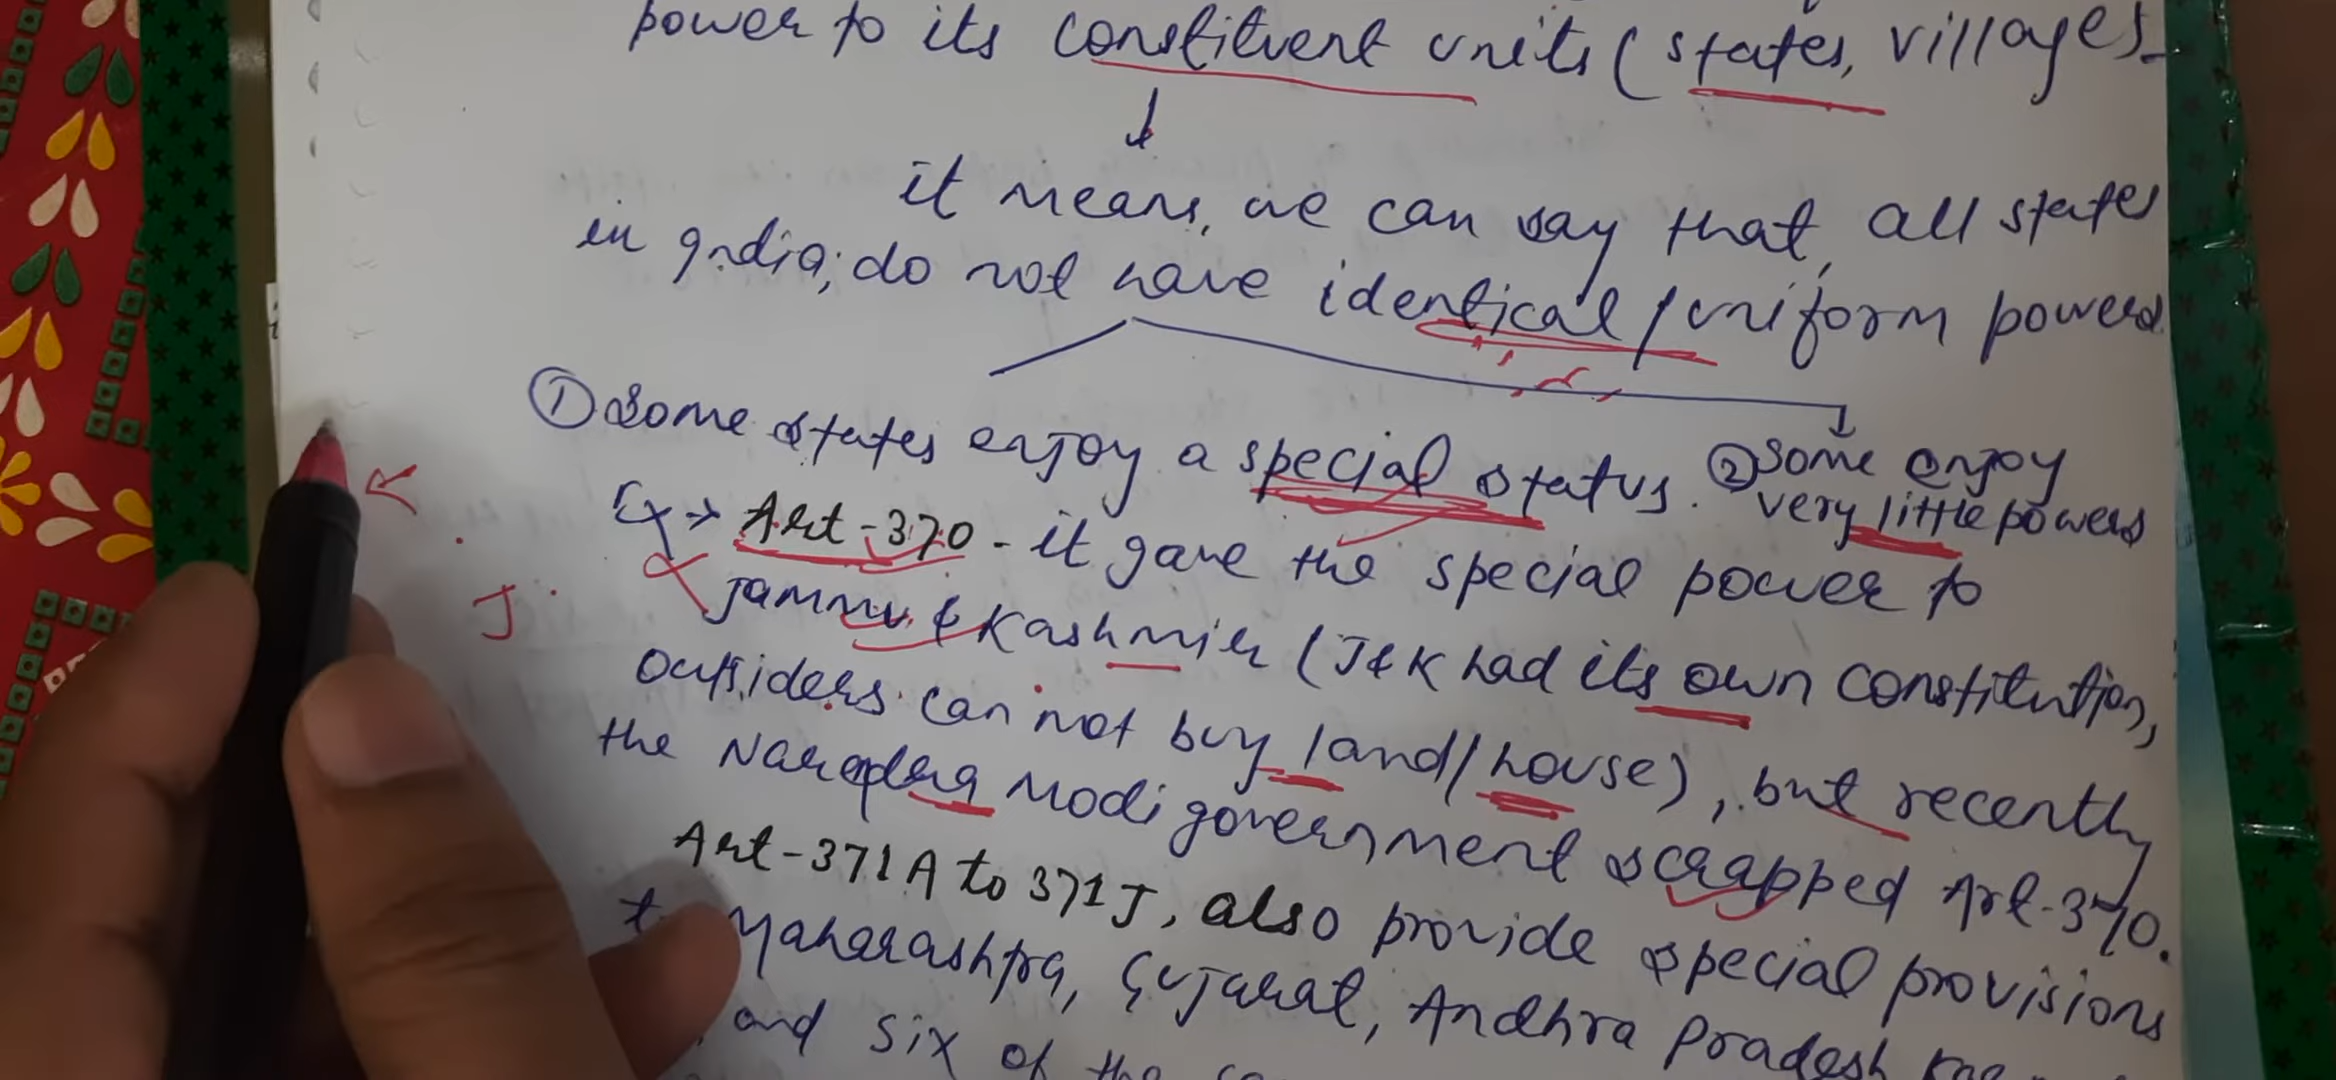 power to its constituent units ( states, villages
it means, we can say that, all states
in India; do not have identical / uniform powers
① Some states enjoy a special status.
② some enjoy
very little powers
Ex → Art-370 - it gave the special power to
Jammu & Kashmir (J&K had its own constitution,
J
outsiders can not buy land/house), but recently
the Narendra Modi government scrapped Art-370.
Art-371A to 371J, also provide special provisions
Maharashtra, Gujarat, Andhra Pradesh
and six of the